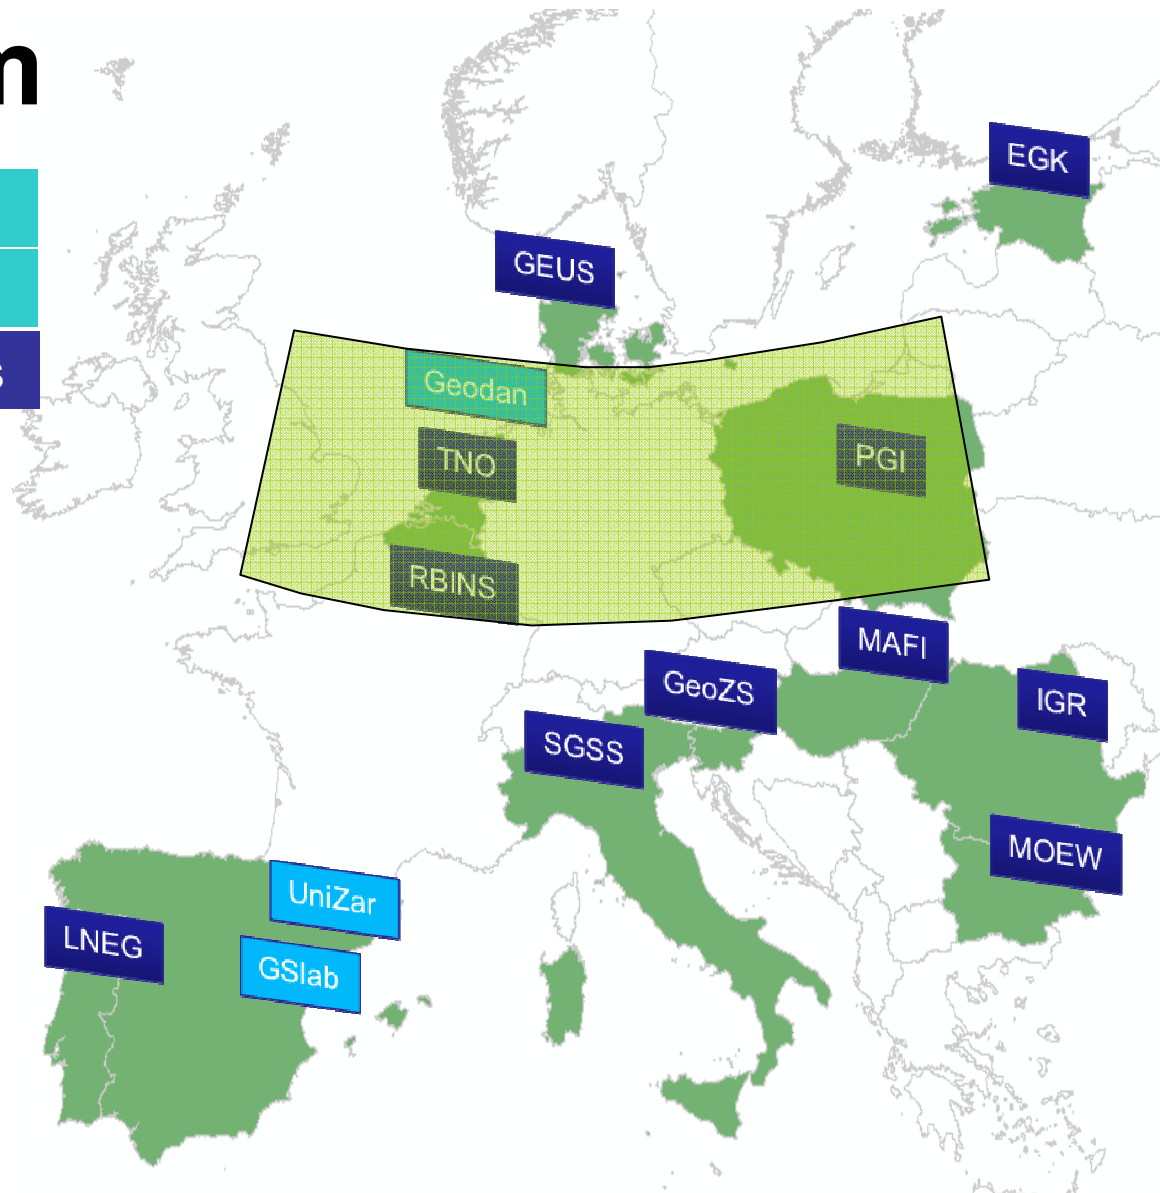 m
s
EGK
GEUS
Geodan
TNO
PGI
RBINS
MAFI
GeoZS
IGR
SGSS
MOEW
UniZar
LNEG
GSlab